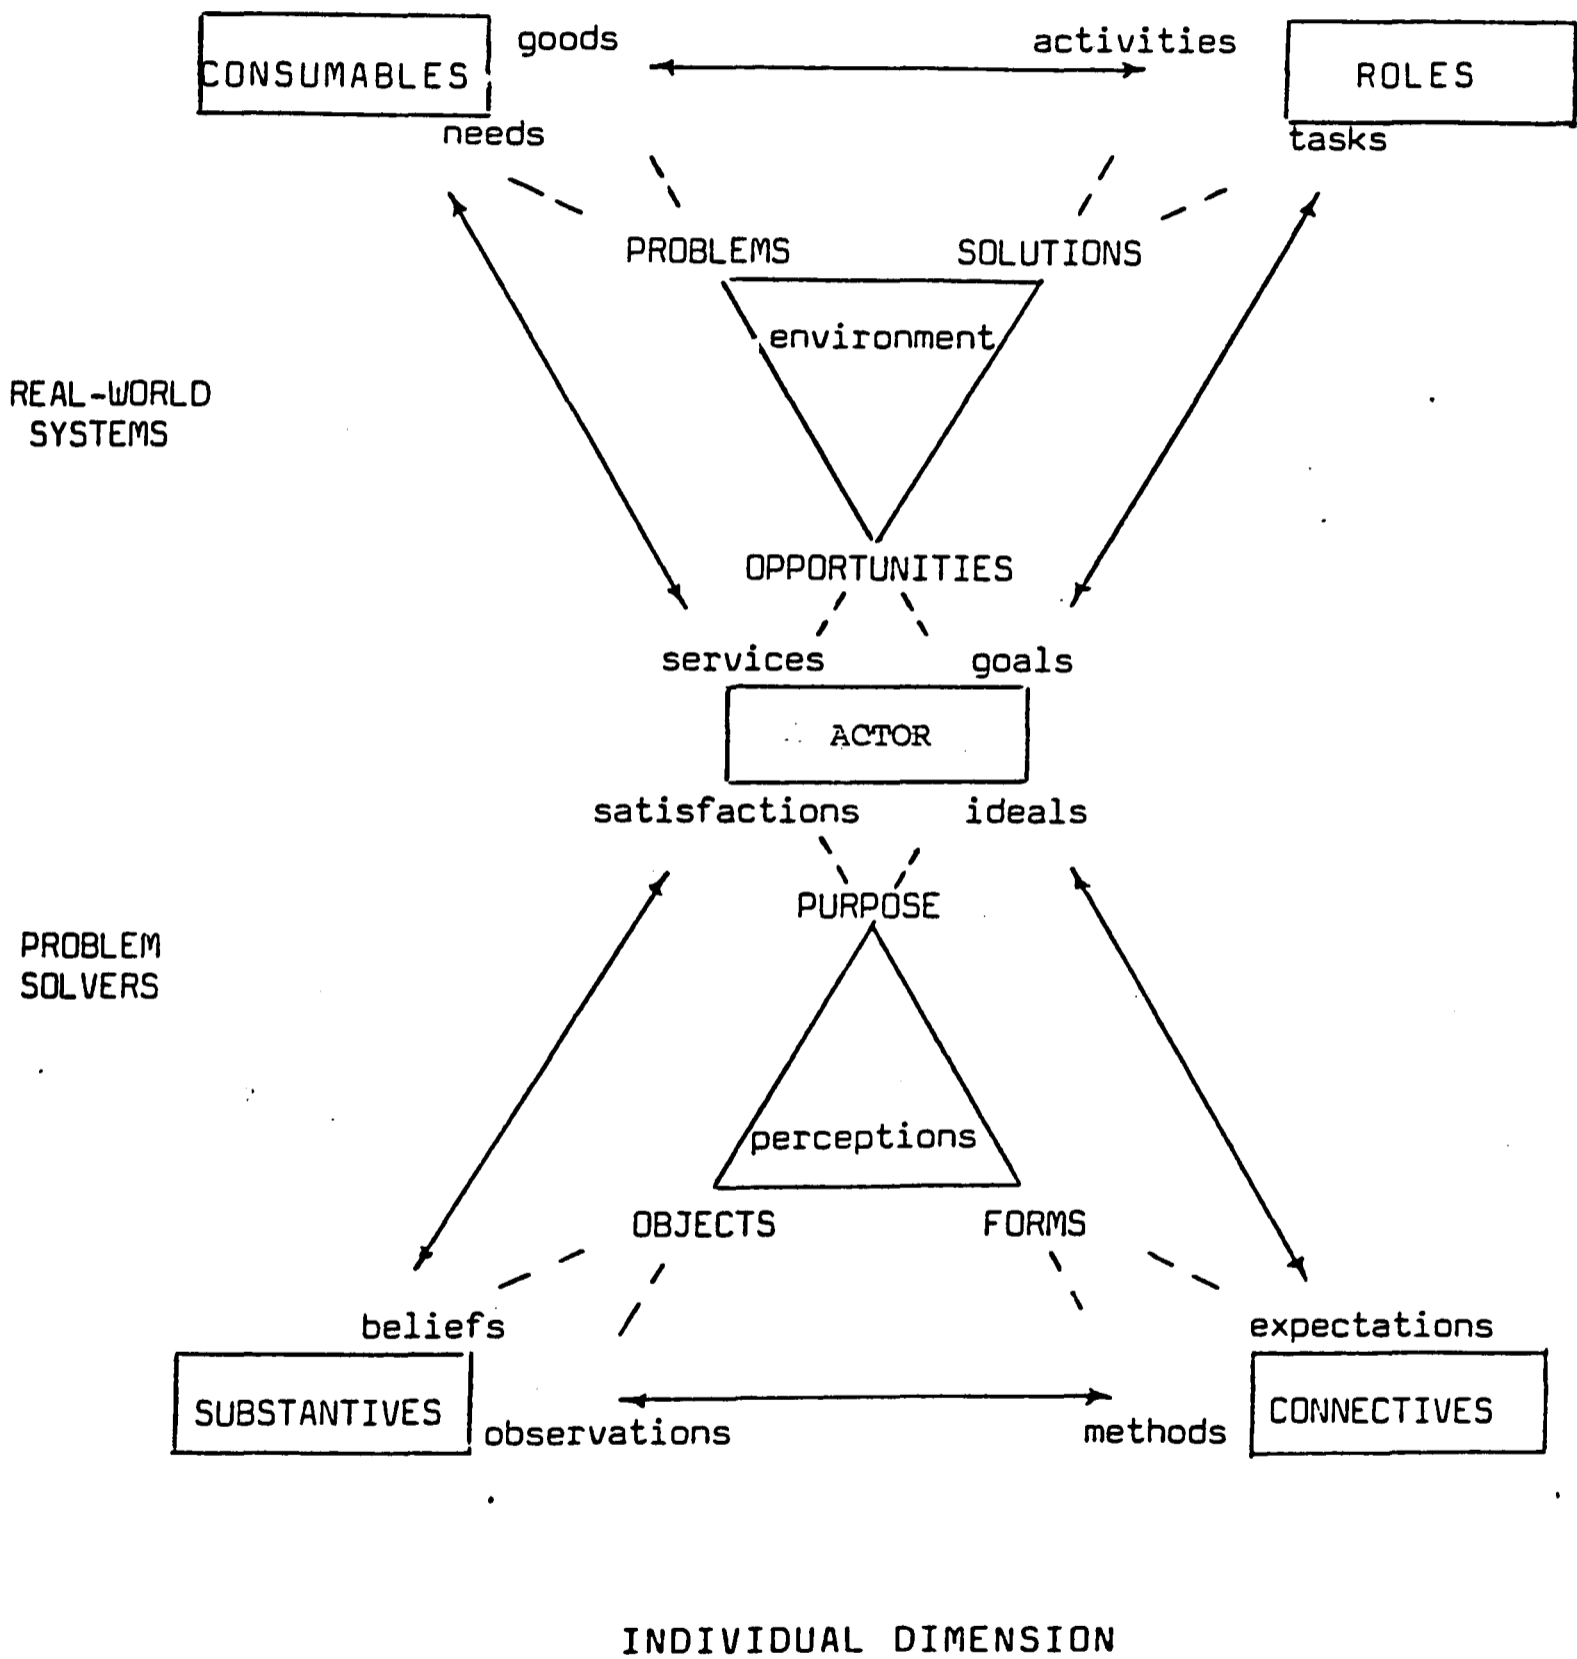 goods
activities
CONSUMABLES
ROLES
needs
tasks
PROBLEMS
SOLUTIONS
environment
REAL-WORLD
SYSTEMS
OPPORTUNITIES
services
goals
ACTOR
satisfactions
ideals
PURPOSE
PROBLEM
SOLVERS
perceptions
OBJECTS
FORMS
beliefs
expectations
SUBSTANTIVES
CONNECTIVES
observations
methods
INDIVIDUAL DIMENSION